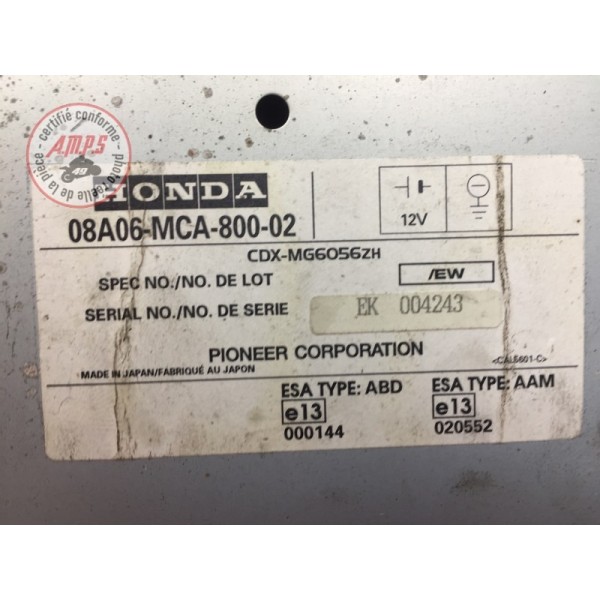 certifié conforme - photo réelle de la pièce -
A.M.P.S
49
HONDA
08A06-MCA-800-02
12V
CDX-MG6056ZH
SPEC NO./NO. DE LOT /EW
SERIAL NO./NO. DE SERIE EK 004243
PIONEER CORPORATION
MADE IN JAPAN/FABRIQUÉ AU JAPON <CAL5601-C>
ESA TYPE: ABD ESA TYPE: AAM
e13 e13
000144 020552